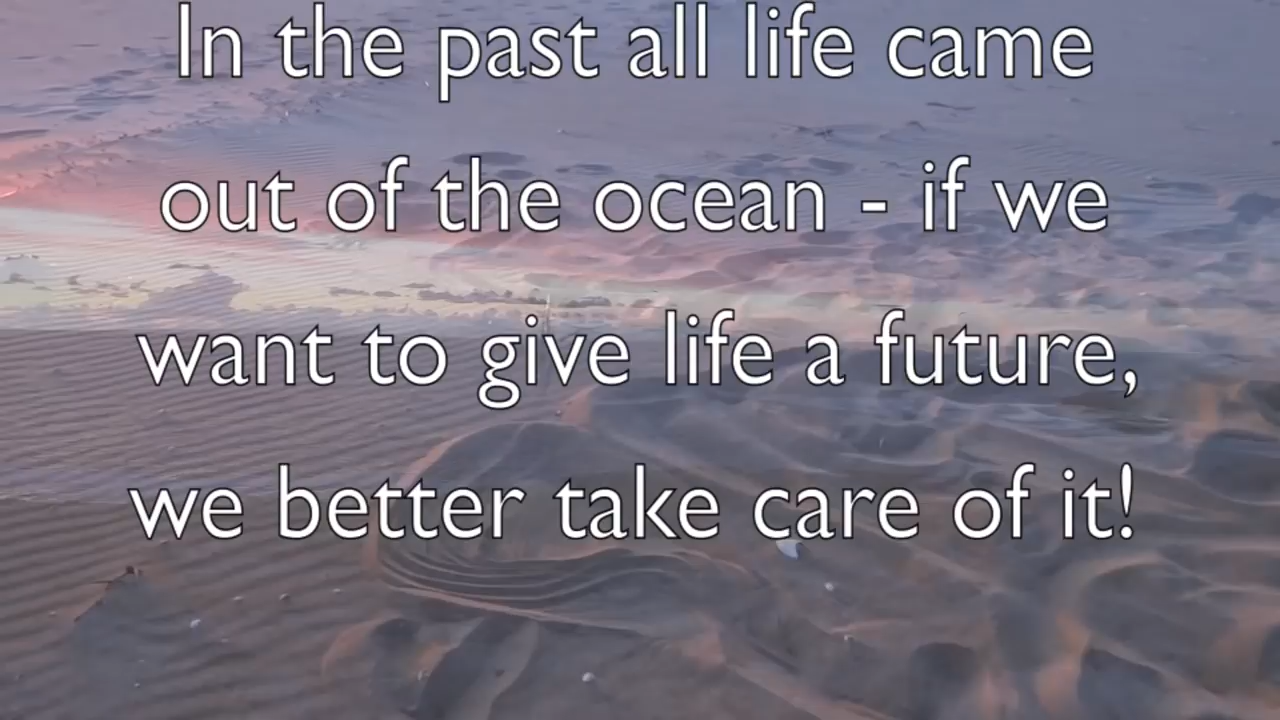 In the past all life came
out of the ocean - if we
want to give life a future,
we better take care of it!